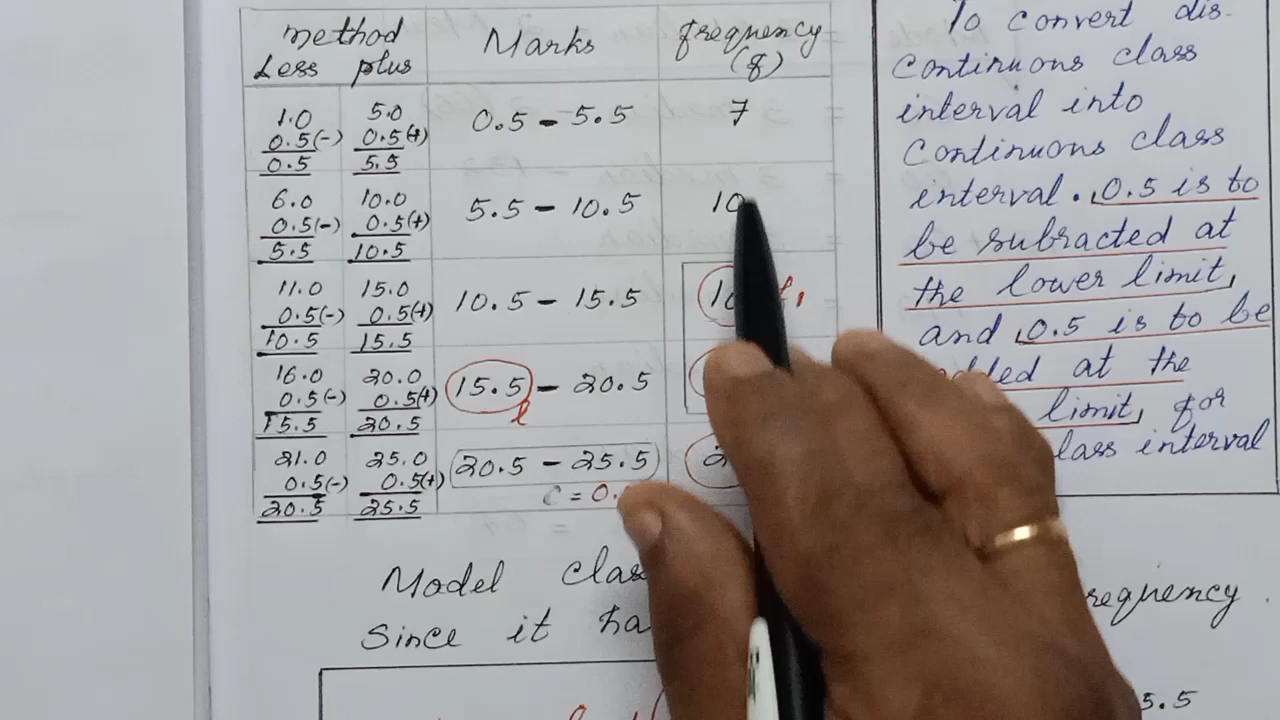 method Marks frequency
Less plus (f)
1.0 5.0
0.5(-) 0.5(+) 0.5 - 5.5 7
0.5 5.5
6.0 10.0
0.5(-) 0.5(+) 5.5 - 10.5 10
5.5 10.5
11.0 15.0
0.5(-) 0.5(+) 10.5 - 15.5
10.5 15.5
16.0 20.0
0.5(-) 0.5(+) 15.5 - 20.5
15.5 20.5
l
21.0 25.0
0.5(-) 0.5(+) 20.5 - 25.5
20.5 25.5
C =
To convert dis-
continuous class
interval into
continuous class
interval. 0.5 is to
be subracted at
the lower limit,
and 0.5 is to be
at the
limit, for
interval
Model
Since it
5.5